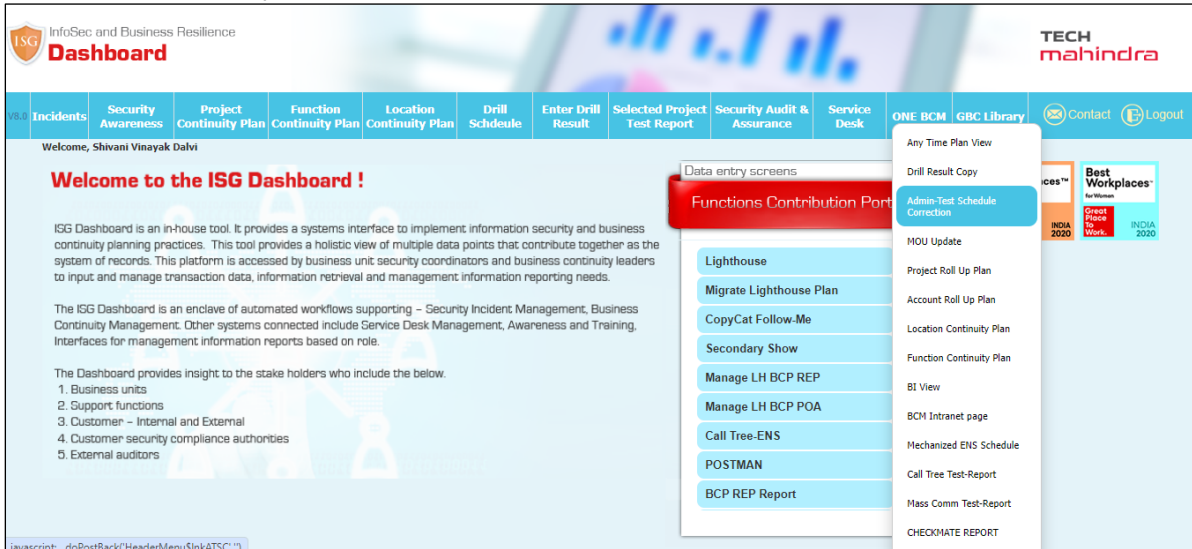 ISG
InfoSec and Business Resilience
Dashboard
TECH
mahindra
V8.0
Incidents
Security
Awareness
Project
Continuity Plan
Function
Continuity Plan
Location
Continuity Plan
Drill
Schdeule
Enter Drill
Result
Selected Project
Test Report
Security Audit &
Assurance
Service
Desk
ONE BCM
GBC Library
Contact
Logout
Welcome, Shivani Vinayak Dalvi
Welcome to the ISG Dashboard !
ISG Dashboard is an in-house tool. It provides a systems interface to implement information security and business
continuity planning practices. This tool provides a holistic view of multiple data points that contribute together as the
system of records. This platform is accessed by business unit security coordinators and business continuity leaders
to input and manage transaction data, information retrieval and management information reporting needs.
The ISG Dashboard is an enclave of automated workflows supporting – Security Incident Management, Business
Continuity Management. Other systems connected include Service Desk Management, Awareness and Training,
Interfaces for management information reports based on role.
The Dashboard provides insight to the stake holders who include the below.
1. Business units
2. Support functions
3. Customer – Internal and External
4. Customer security compliance authorities
5. External auditors
Data entry screens
Functions Contribution Port
Lighthouse
Migrate Lighthouse Plan
CopyCat Follow-Me
Secondary Show
Manage LH BCP REP
Manage LH BCP POA
Call Tree-ENS
POSTMAN
BCP REP Report
Any Time Plan View
Drill Result Copy
Admin-Test Schedule
Correction
MOU Update
Project Roll Up Plan
Account Roll Up Plan
Location Continuity Plan
Function Continuity Plan
BI View
BCM Intranet page
Mechanized ENS Schedule
Call Tree Test-Report
Mass Comm Test-Report
CHECKMATE REPORT
INDIA
2020
Best
Workplaces™
for Women
Great
Place
To
Work.
INDIA
2020